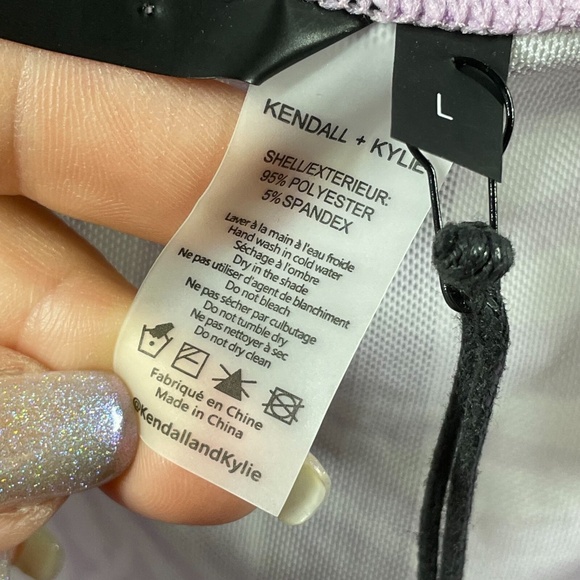 L
KENDALL + KYLIE
SHELL/EXTERIEUR:
95% POLYESTER
5% SPANDEX
Laver à la main à l'eau froide
Hand wash in cold water
Séchage à l'ombre
Dry in the shade
Ne pas utiliser d'agent de blanchiment
Do not bleach
Ne pas sécher par culbutage
Do not tumble dry
Ne pas nettoyer à sec
Do not dry clean
Fabriqué en Chine
Made in China
@KendallandKylie